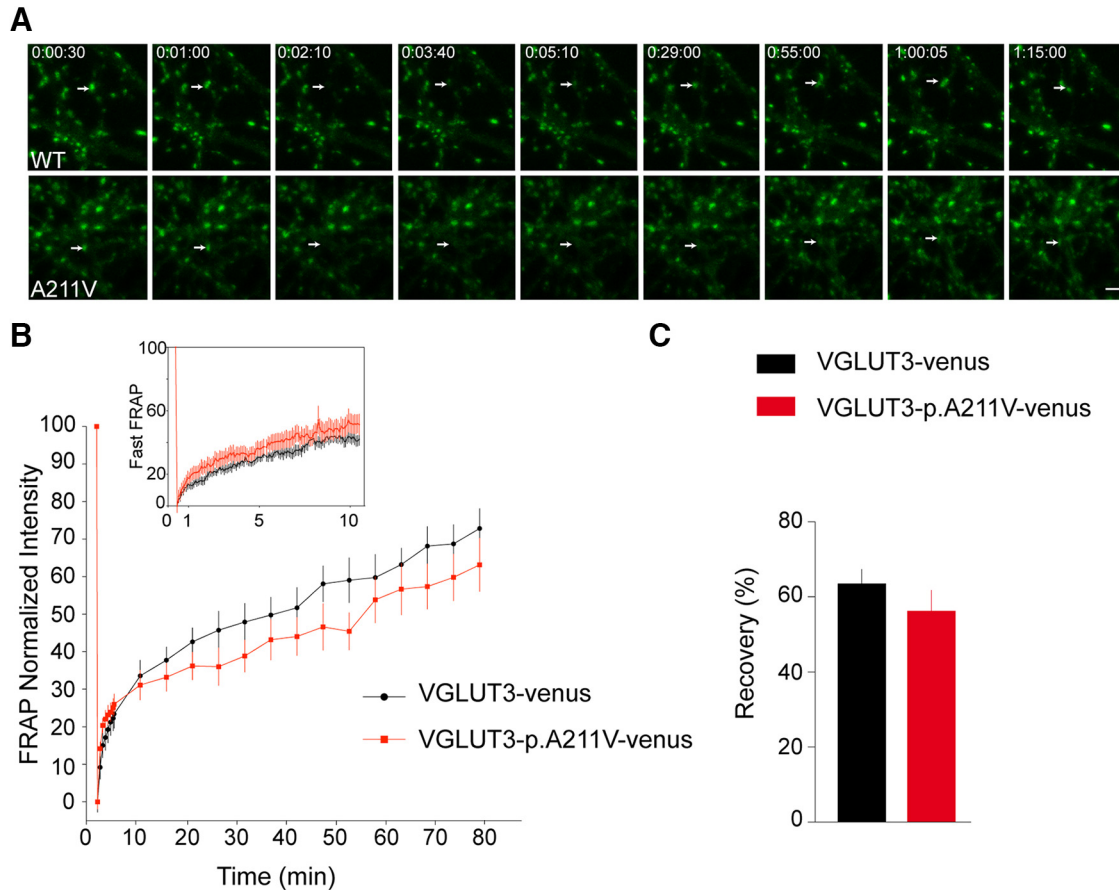 A
0:00:30 0:01:00 0:02:10 0:03:40 0:05:10 0:29:00 0:55:00 1:00:05 1:15:00
WT
A211V
B
100
60
20
0
Fast FRAP
0 1 5 10
100
90
80
70
60
50
40
30
20
10
0
FRAP Normalized Intensity
VGLUT3-venus
VGLUT3-p.A211V-venus
0 10 20 30 40 50 60 70 80
Time (min)
C
VGLUT3-venus
VGLUT3-p.A211V-venus
80
60
40
20
0
Recovery (%)